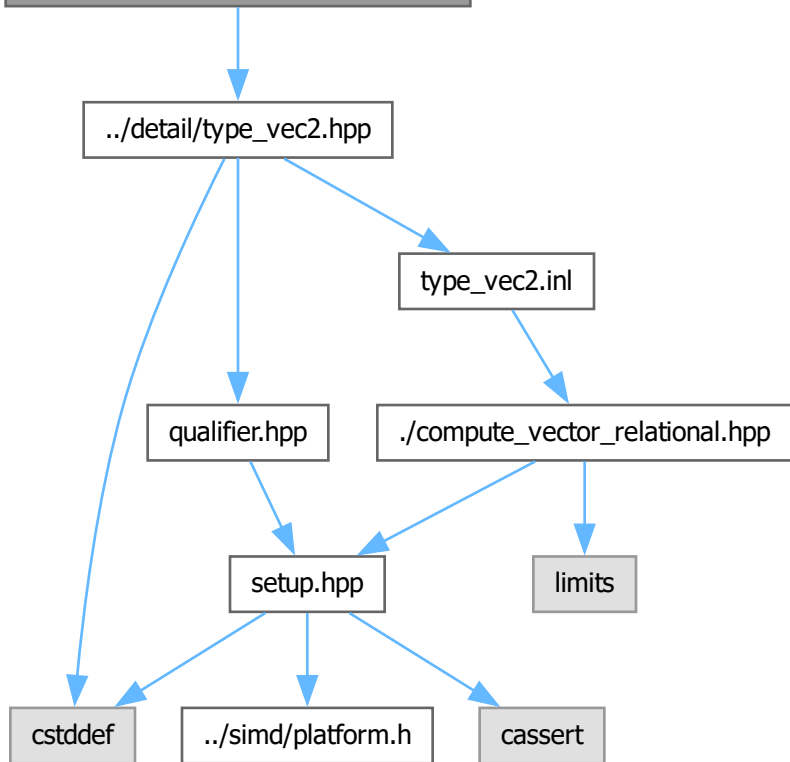 ../detail/type_vec2.hpp
type_vec2.inl
qualifier.hpp
./compute_vector_relational.hpp
setup.hpp
limits
cstddef
../simd/platform.h
cassert